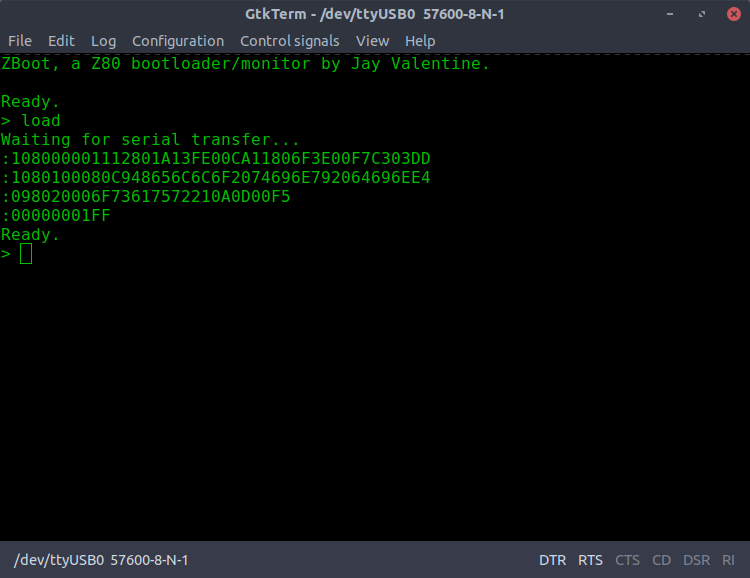 GtkTerm - /dev/ttyUSB0 57600-8-N-1
File Edit Log Configuration Control signals View Help
ZBoot, a Z80 bootloader/monitor by Jay Valentine.
Ready.
> load
Waiting for serial transfer...
:108000001112801A13FE00CA11806F3E00F7C303DD
:1080100080C948656C6C6F2074696E792064696EE4
:098020006F73617572210A0D00F5
:00000001FF
Ready.
>
/dev/ttyUSB0 57600-8-N-1 DTR RTS CTS CD DSR RI